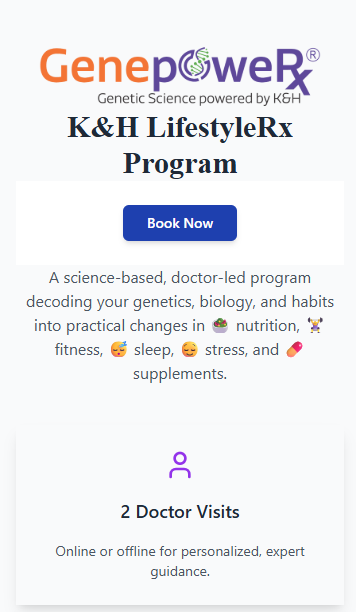 GenepoweRx®
Genetic Science powered by K&H
K&H LifestyleRx
Program
Book Now
A science-based, doctor-led program
decoding your genetics, biology, and habits
into practical changes in 🥗 nutrition, 🏋️
fitness, 😴 sleep, 😌 stress, and 💊
supplements.
2 Doctor Visits
Online or offline for personalized, expert
guidance.